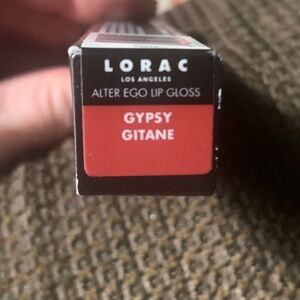 LORAC
LOS ANGELES
ALTER EGO LIP GLOSS
GYPSY
GITANE